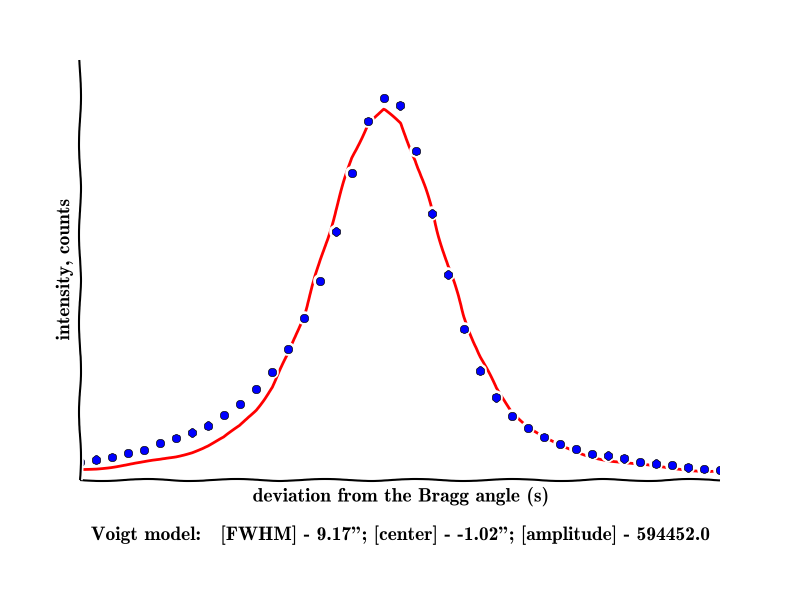 intensity, counts
deviation from the Bragg angle (s)
Voigt model: [FWHM] - 9.17”; [center] - -1.02”; [amplitude] - 594452.0